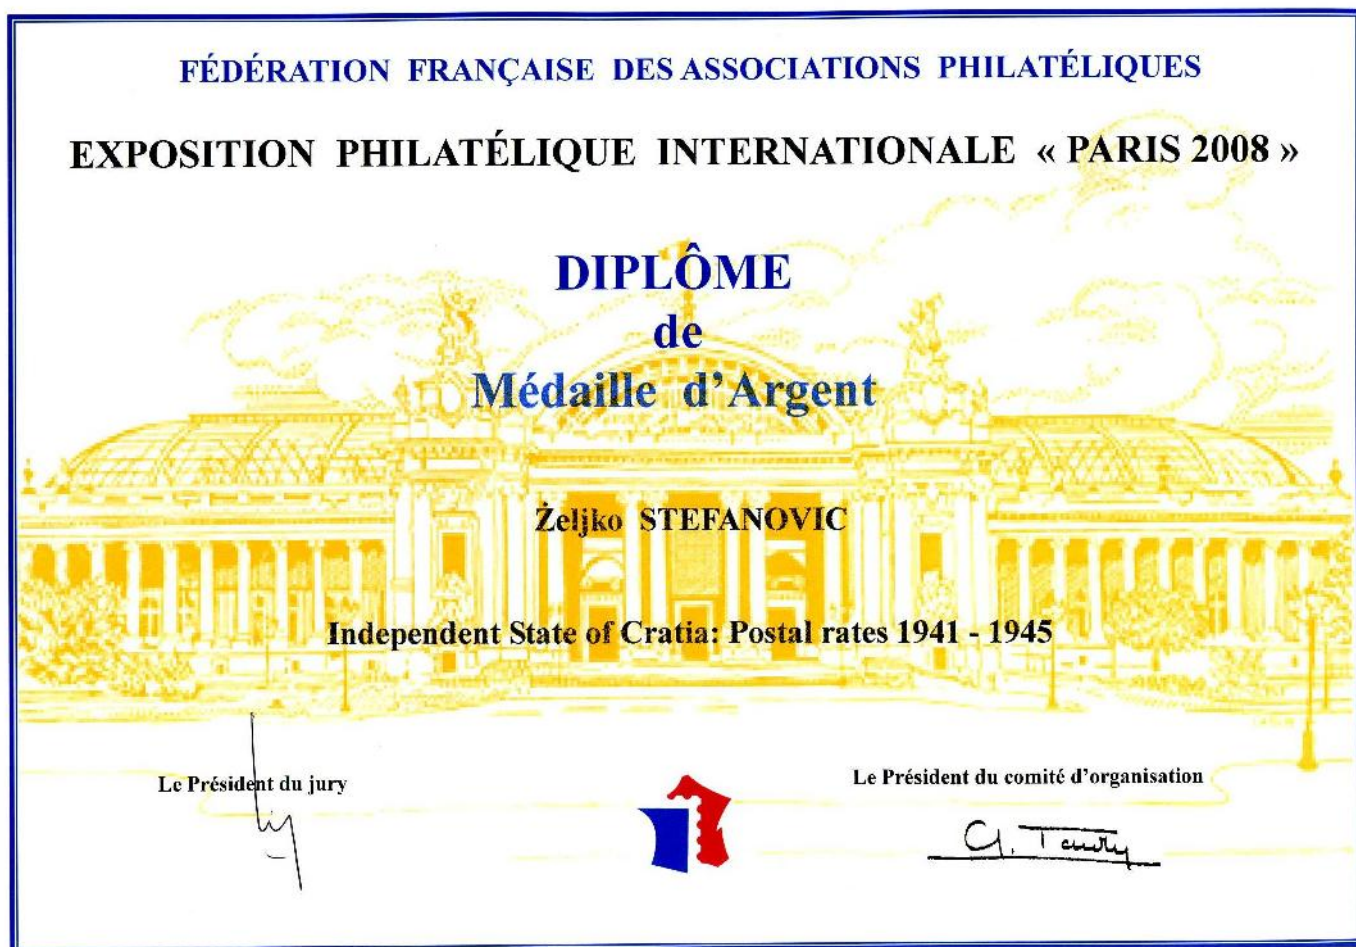 FÉDÉRATION FRANÇAISE DES ASSOCIATIONS PHILATÉLIQUES
EXPOSITION PHILATÉLIQUE INTERNATIONALE « PARIS 2008 »
DIPLÔME
de
Médaille d’Argent
Željko STEFANOVIC
Independent State of Cratia: Postal rates 1941 - 1945
Le Président du jury
Le Président du comité d’organisation